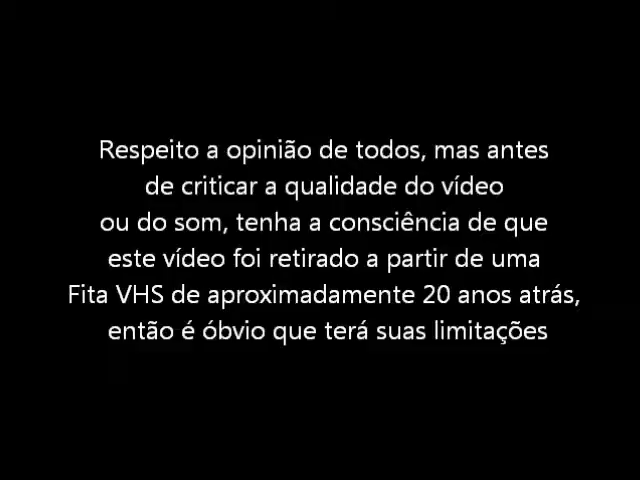 Respeito a opinião de todos, mas antes
de criticar a qualidade do vídeo
ou do som, tenha a consciência de que
este vídeo foi retirado a partir de uma
Fita VHS de aproximadamente 20 anos atrás,
então é óbvio que terá suas limitações